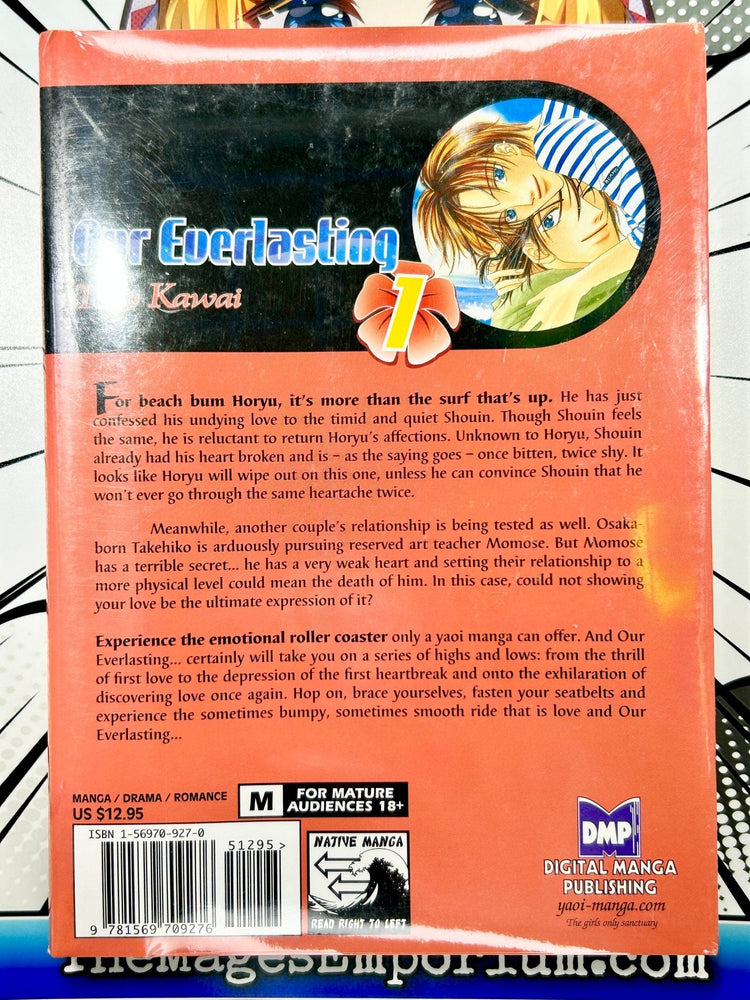 Our Everlasting
Kawai
1
For beach bum Horyu, it's more than the surf that's up. He has just
confessed his undying love to the timid and quiet Shouin. Though Shouin feels
the same, he is reluctant to return Horyu's affections. Unknown to Horyu, Shouin
already had his heart broken and is – as the saying goes – once bitten, twice shy. It
looks like Horyu will wipe out on this one, unless he can convince Shouin that he
won't ever go through the same heartache twice.
Meanwhile, another couple's relationship is being tested as well. Osaka-
born Takehiko is arduously pursuing reserved art teacher Momose. But Momose
has a terrible secret... he has a very weak heart and setting their relationship to a
more physical level could mean the death of him. In this case, could not showing
your love be the ultimate expression of it?
Experience the emotional roller coaster only a yaoi manga can offer. And Our
Everlasting... certainly will take you on a series of highs and lows: from the thrill
of first love to the depression of the first heartbreak and onto the exhilaration of
discovering love once again. Hop on, brace yourselves, fasten your seatbelts and
experience the sometimes bumpy, sometimes smooth ride that is love and Our
Everlasting...
MANGA / DRAMA / ROMANCE
US $12.95
M FOR MATURE
AUDIENCES 18+
ISBN 1-56970-927-0
51295>
9 781569 709276
NATIVE MANGA
READ RIGHT TO LEFT
DMP
DIGITAL MANGA
PUBLISHING
yaoi-manga.com
The girls only sanctuary
TheMagesEmporium.com